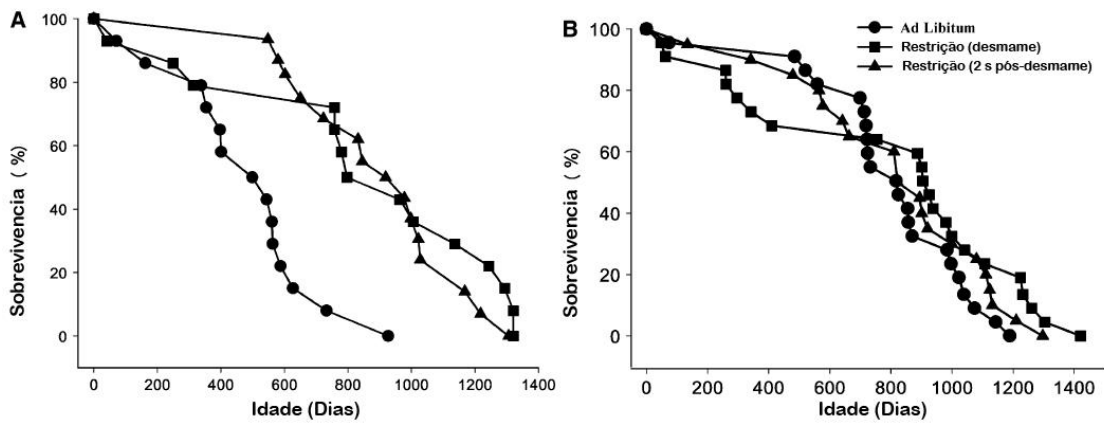 A
100
80
60
40
20
0
Sobrevivencia ( %)
0 200 400 600 800 1000 1200 1400
Idade (Dias)
B
Ad Libitum
Restrição (desmame)
Restrição (2 s pós-desmame)
100
80
60
40
20
0
Sobrevivencia ( %)
0 200 400 600 800 1000 1200 1400
Idade (Dias)